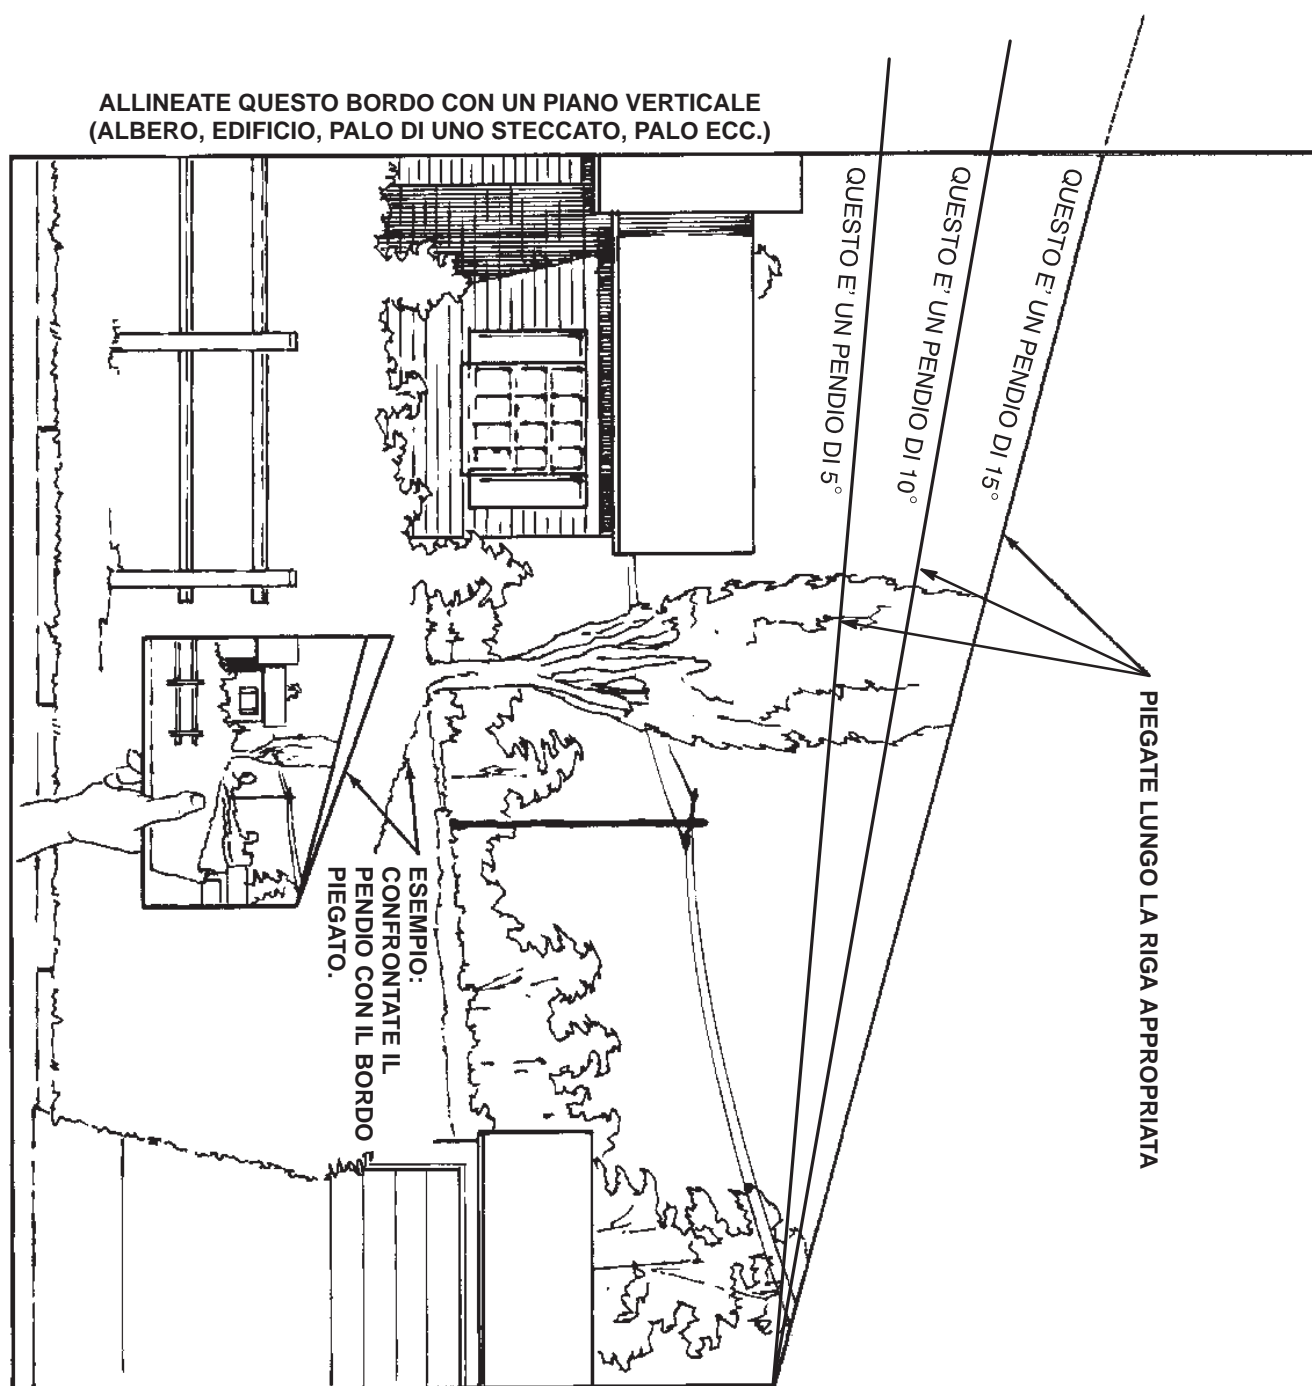 ALLINEATE QUESTO BORDO CON UN PIANO VERTICALE
(ALBERO, EDIFICIO, PALO DI UNO STECCATO, PALO ECC.)
QUESTO E' UN PENDIO DI 15°
QUESTO E' UN PENDIO DI 10°
QUESTO E' UN PENDIO DI 5°
PIEGATE LUNGO LA RIGA APPROPRIATA
ESEMPIO:
CONFRONTATE IL
PENDIO CON IL BORDO
PIEGATO.